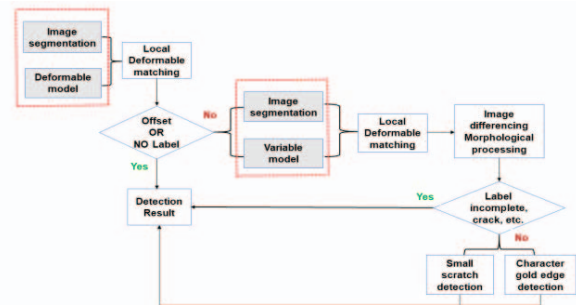 Image
segmentation
Deformable
model
Local
Deformable
matching
Offset
OR
NO Label
No
Yes
Image
segmentation
Variable
model
Local
Deformable
matching
Image
differencing
Morphological
processing
Detection
Result
Yes
Label
incomplete,
crack, etc.
No
Small
scratch
detection
Character
gold edge
detection